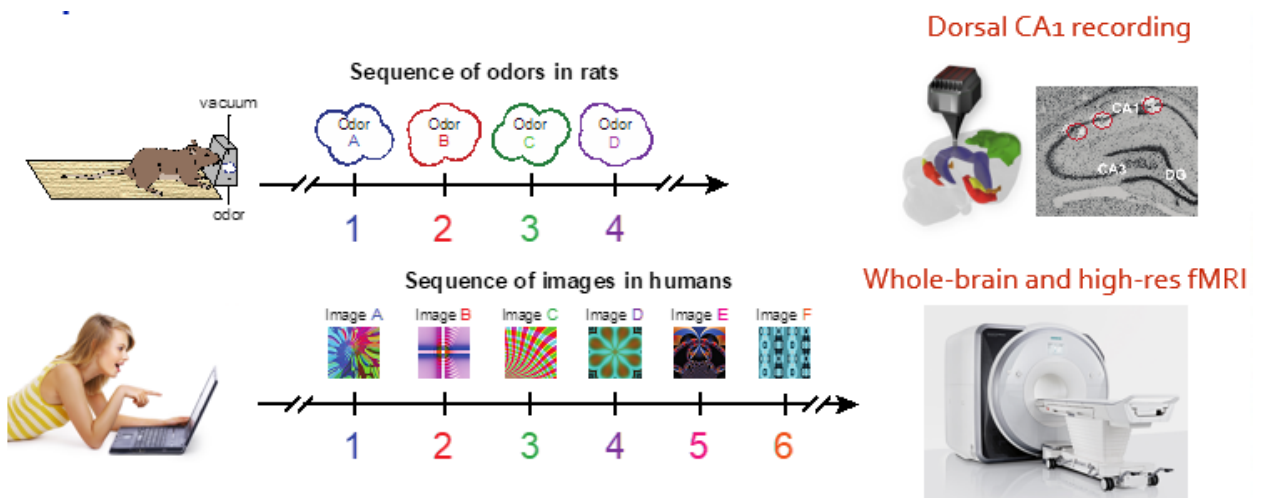 Dorsal CA1 recording
Sequence of odors in rats
vacuum
Odor
A
Odor
B
Odor
C
Odor
D
CA1
CA3
DG
odor
1 2 3 4
Sequence of images in humans
Whole-brain and high-res fMRI
Image A Image B Image C Image D Image E Image F
1 2 3 4 5 6